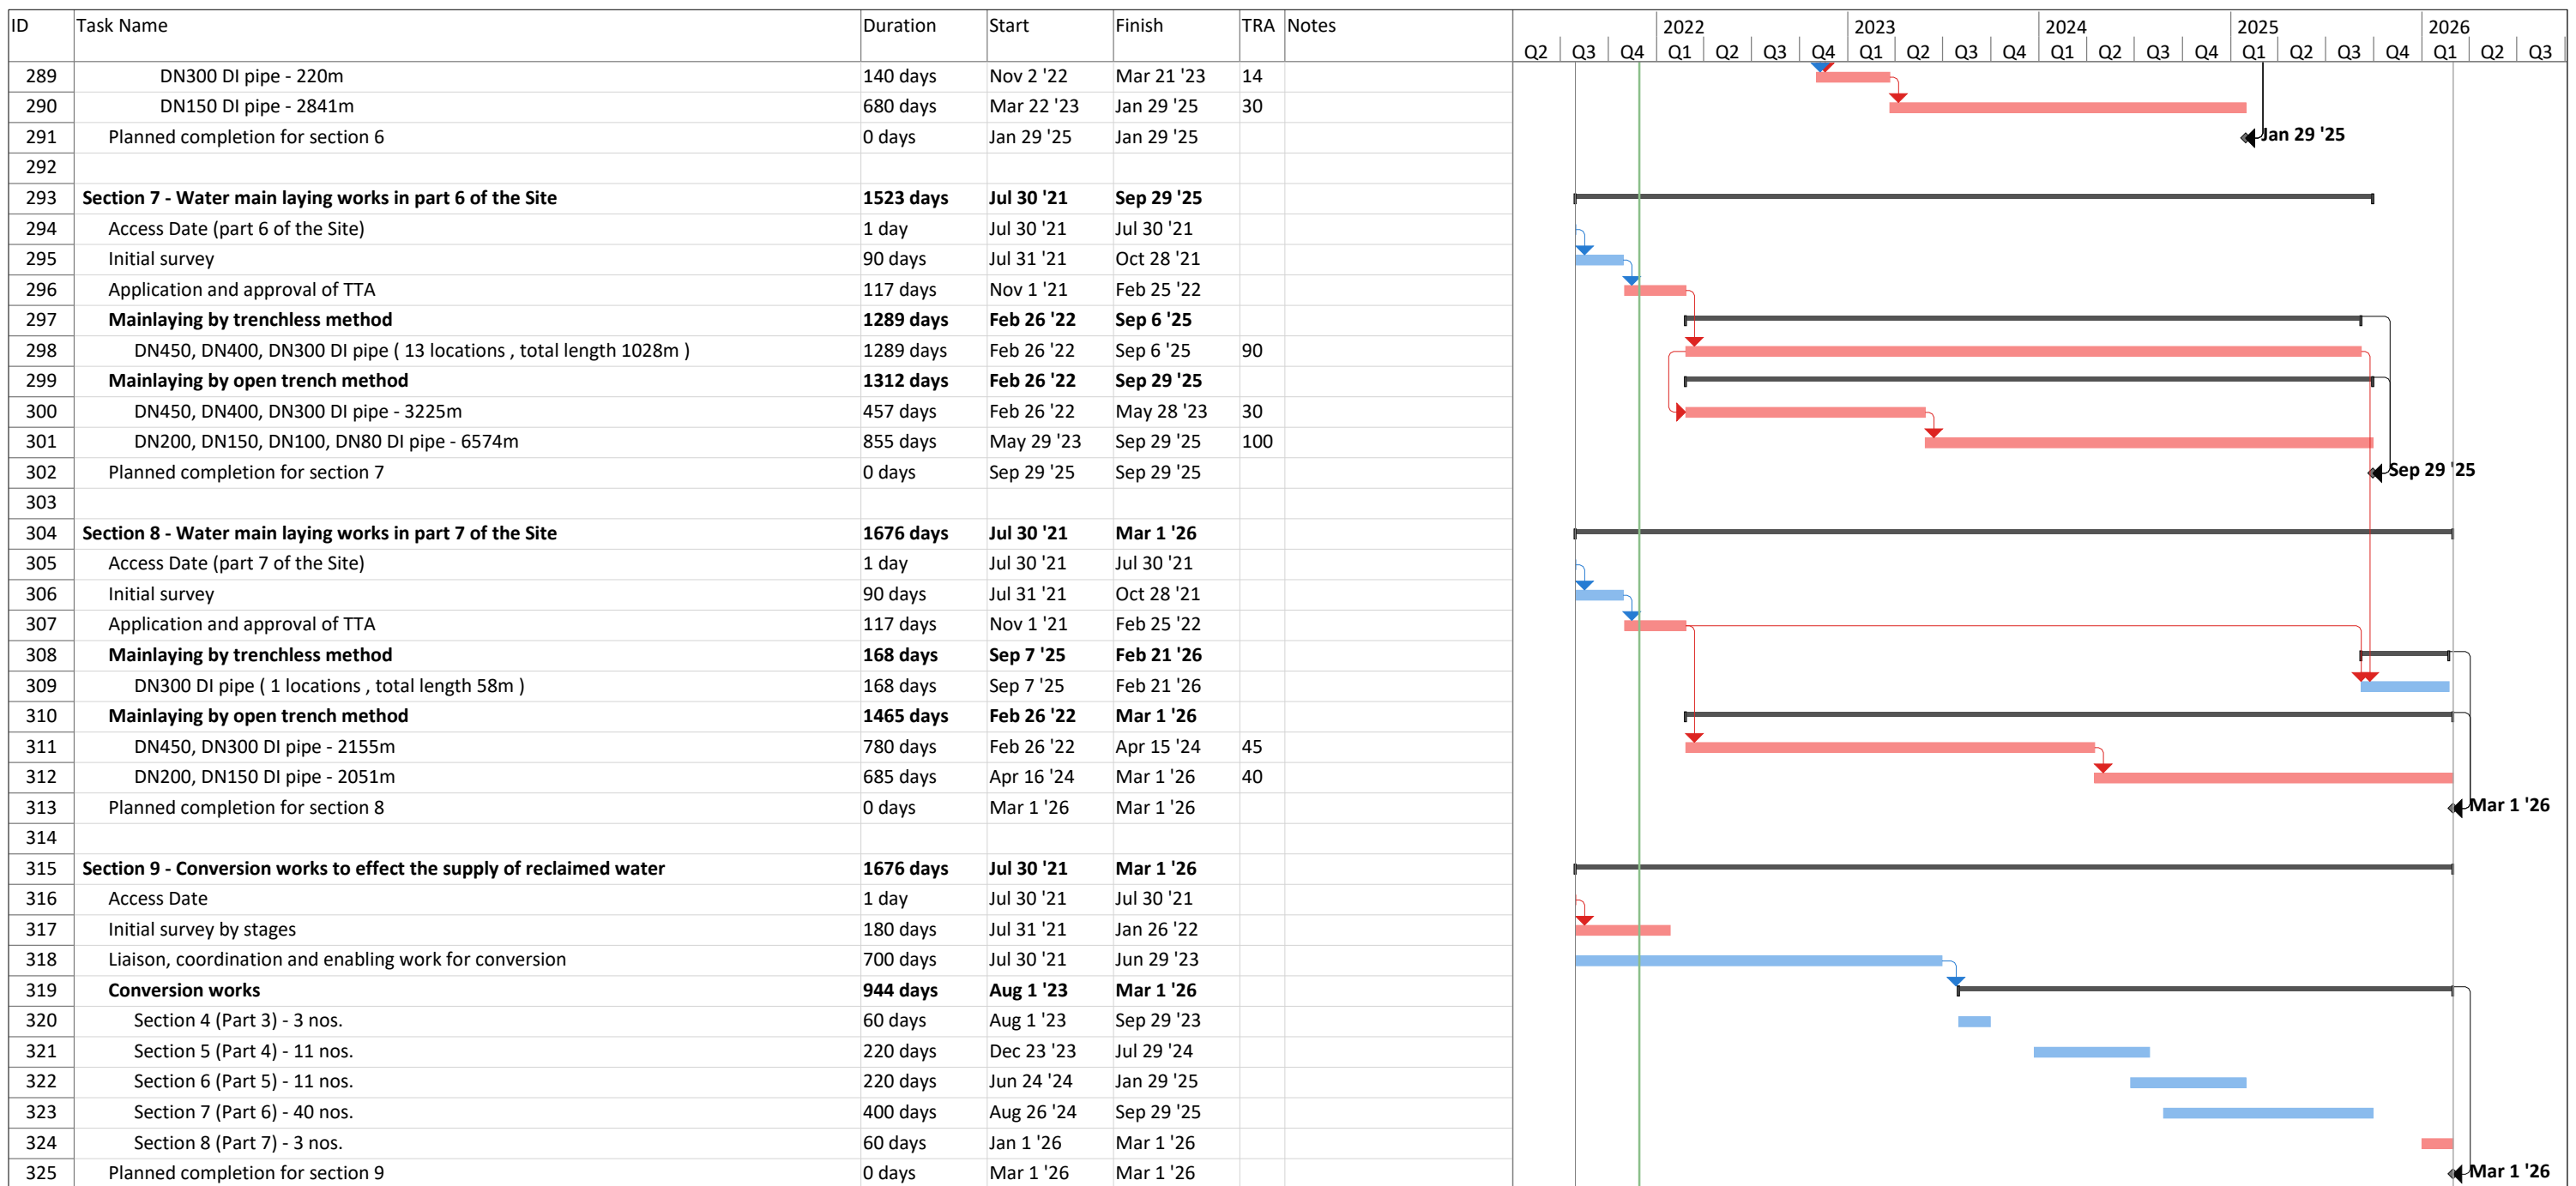 ID Task Name Duration Start Finish TRA Notes 2022 2023 2024 2025 2026
Q2 Q3 Q4 Q1 Q2 Q3 Q4 Q1 Q2 Q3 Q4 Q1 Q2 Q3 Q4 Q1 Q2 Q3 Q4 Q1 Q2 Q3
289 DN300 DI pipe - 220m 140 days Nov 2 '22 Mar 21 '23 14
290 DN150 DI pipe - 2841m 680 days Mar 22 '23 Jan 29 '25 30
291 Planned completion for section 6 0 days Jan 29 '25 Jan 29 '25 Jan 29 '25
292
293 Section 7 - Water main laying works in part 6 of the Site 1523 days Jul 30 '21 Sep 29 '25
294 Access Date (part 6 of the Site) 1 day Jul 30 '21 Jul 30 '21
295 Initial survey 90 days Jul 31 '21 Oct 28 '21
296 Application and approval of TTA 117 days Nov 1 '21 Feb 25 '22
297 Mainlaying by trenchless method 1289 days Feb 26 '22 Sep 6 '25
298 DN450, DN400, DN300 DI pipe ( 13 locations , total length 1028m ) 1289 days Feb 26 '22 Sep 6 '25 90
299 Mainlaying by open trench method 1312 days Feb 26 '22 Sep 29 '25
300 DN450, DN400, DN300 DI pipe - 3225m 457 days Feb 26 '22 May 28 '23 30
301 DN200, DN150, DN100, DN80 DI pipe - 6574m 855 days May 29 '23 Sep 29 '25 100
302 Planned completion for section 7 0 days Sep 29 '25 Sep 29 '25 Sep 29 '25
303
304 Section 8 - Water main laying works in part 7 of the Site 1676 days Jul 30 '21 Mar 1 '26
305 Access Date (part 7 of the Site) 1 day Jul 30 '21 Jul 30 '21
306 Initial survey 90 days Jul 31 '21 Oct 28 '21
307 Application and approval of TTA 117 days Nov 1 '21 Feb 25 '22
308 Mainlaying by trenchless method 168 days Sep 7 '25 Feb 21 '26
309 DN300 DI pipe ( 1 locations , total length 58m ) 168 days Sep 7 '25 Feb 21 '26
310 Mainlaying by open trench method 1465 days Feb 26 '22 Mar 1 '26
311 DN450, DN300 DI pipe - 2155m 780 days Feb 26 '22 Apr 15 '24 45
312 DN200, DN150 DI pipe - 2051m 685 days Apr 16 '24 Mar 1 '26 40
313 Planned completion for section 8 0 days Mar 1 '26 Mar 1 '26 Mar 1 '26
314
315 Section 9 - Conversion works to effect the supply of reclaimed water 1676 days Jul 30 '21 Mar 1 '26
316 Access Date 1 day Jul 30 '21 Jul 30 '21
317 Initial survey by stages 180 days Jul 31 '21 Jan 26 '22
318 Liaison, coordination and enabling work for conversion 700 days Jul 30 '21 Jun 29 '23
319 Conversion works 944 days Aug 1 '23 Mar 1 '26
320 Section 4 (Part 3) - 3 nos. 60 days Aug 1 '23 Sep 29 '23
321 Section 5 (Part 4) - 11 nos. 220 days Dec 23 '23 Jul 29 '24
322 Section 6 (Part 5) - 11 nos. 220 days Jun 24 '24 Jan 29 '25
323 Section 7 (Part 6) - 40 nos. 400 days Aug 26 '24 Sep 29 '25
324 Section 8 (Part 7) - 3 nos. 60 days Jan 1 '26 Mar 1 '26
325 Planned completion for section 9 0 days Mar 1 '26 Mar 1 '26 Mar 1 '26